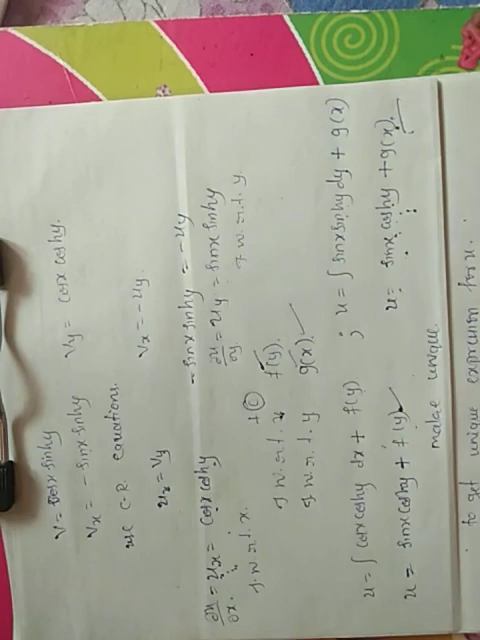 V = cosx sinhy    Vy = cosx coshy.
Vx = - sinx sinhy
use C.R. equations.
ux = Vy    Vx = - uy.
- sinx sinhy = - uy
∂u/∂x = ux = cosx coshy    ∂u/∂y = uy = sinx sinhy
I w.r.t. x.    I w.r.t. y.
+ C
I w.r.t. x    f(y).
I w.r.t. y    g(x).
u = ∫ cosx coshy dx + f(y)    ; u = ∫ sinx sinhy dy + g(x)
u = sinx coshy + f(y)    u = sinx coshy + g(x).
make unique.
to get unique expression for u.